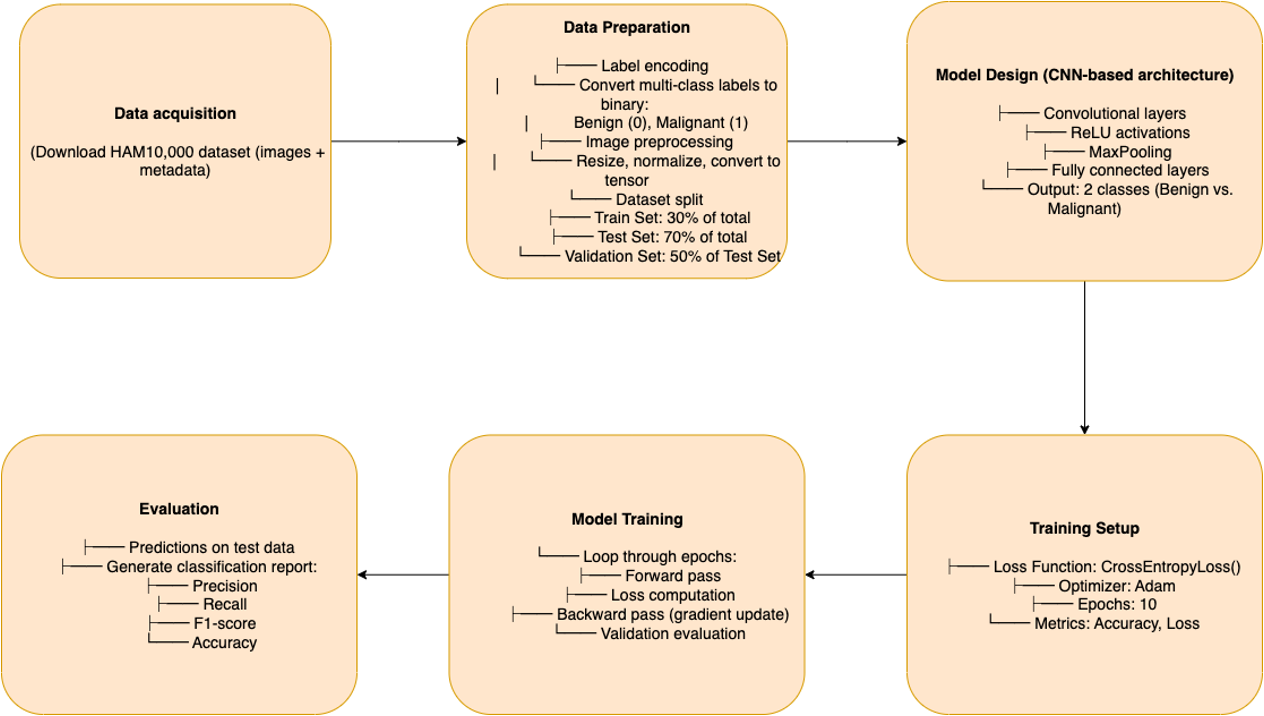 Data acquisition
(Download HAM10,000 dataset (images +
metadata)
Data Preparation
├── Label encoding
│ └── Convert multi-class labels to
binary:
│ Benign (0), Malignant (1)
├── Image preprocessing
│ └── Resize, normalize, convert to
tensor
└── Dataset split
├── Train Set: 30% of total
├── Test Set: 70% of total
└── Validation Set: 50% of Test Set
Model Design (CNN-based architecture)
├── Convolutional layers
├── ReLU activations
├── MaxPooling
├── Fully connected layers
└── Output: 2 classes (Benign vs.
Malignant)
Evaluation
├── Predictions on test data
├── Generate classification report:
├── Precision
├── Recall
├── F1-score
└── Accuracy
Model Training
└── Loop through epochs:
├── Forward pass
├── Loss computation
├── Backward pass (gradient update)
└── Validation evaluation
Training Setup
├── Loss Function: CrossEntropyLoss()
├── Optimizer: Adam
├── Epochs: 10
└── Metrics: Accuracy, Loss